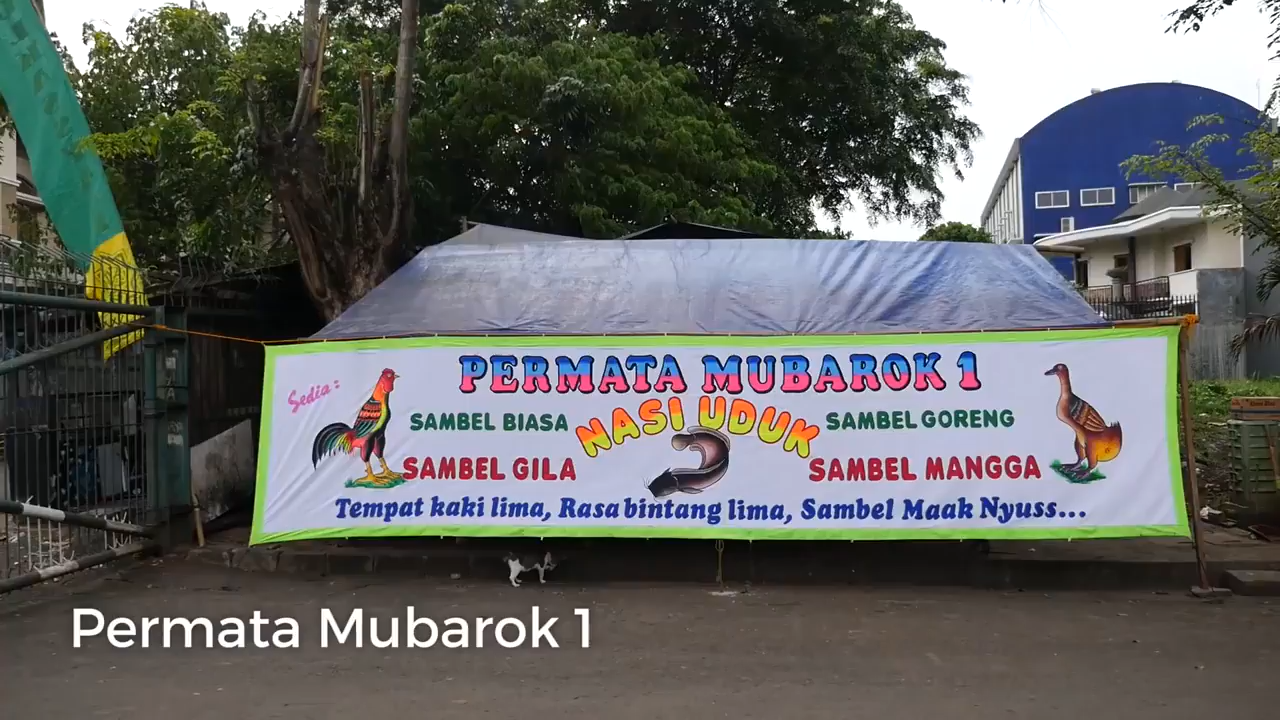 PERMATA MUBAROK 1
Sedia:
SAMBEL BIASA
NASI UDUK
SAMBEL GORENG
SAMBEL GILA
SAMBEL MANGGA
Tempat kaki lima, Rasa bintang lima, Sambel Maak Nyuss...
Permata Mubarok 1